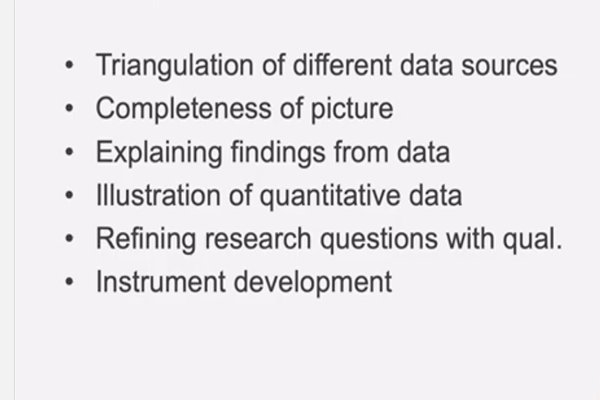 • Triangulation of different data sources
• Completeness of picture
• Explaining findings from data
• Illustration of quantitative data
• Refining research questions with qual.
• Instrument development